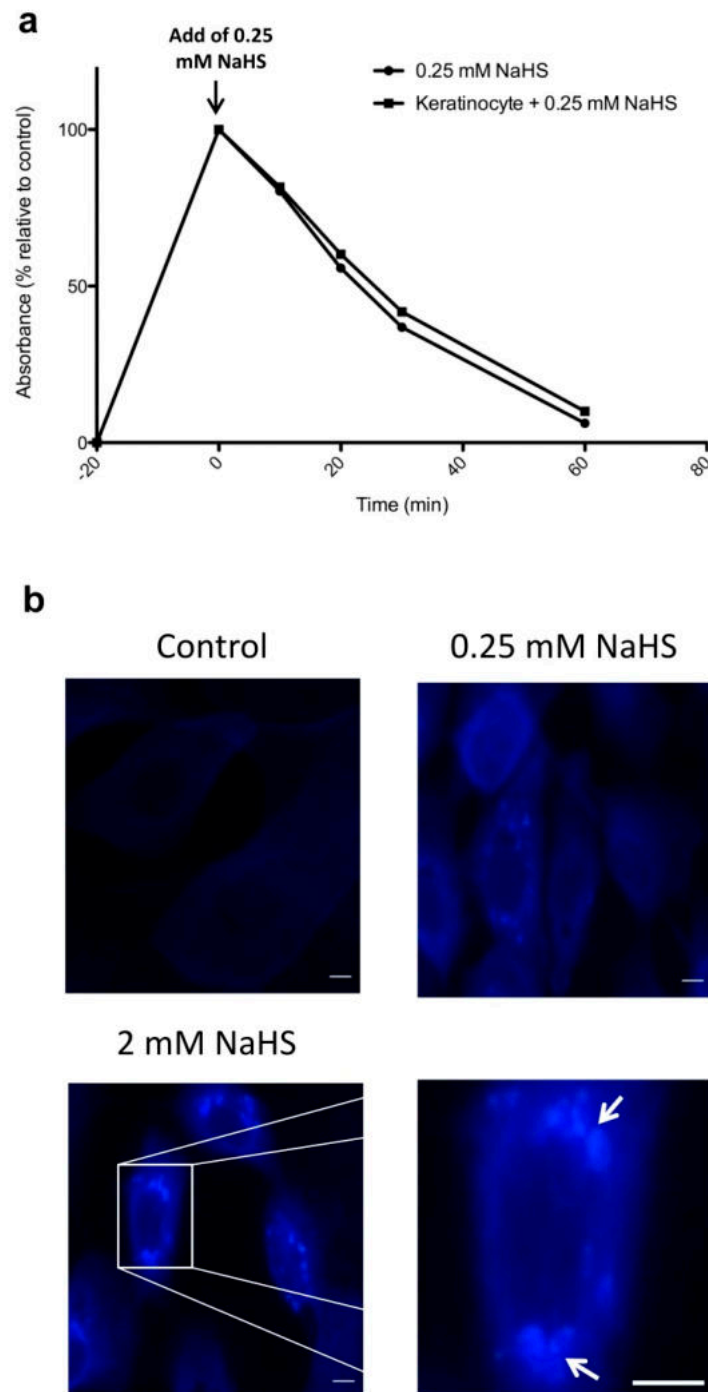 a
Add of 0.25
mM NaHS
0.25 mM NaHS
Keratinocyte + 0.25 mM NaHS
Absorbance (% relative to control)
100
50
0
-20
0
20
40
60
80
Time (min)
b
Control
0.25 mM NaHS
2 mM NaHS